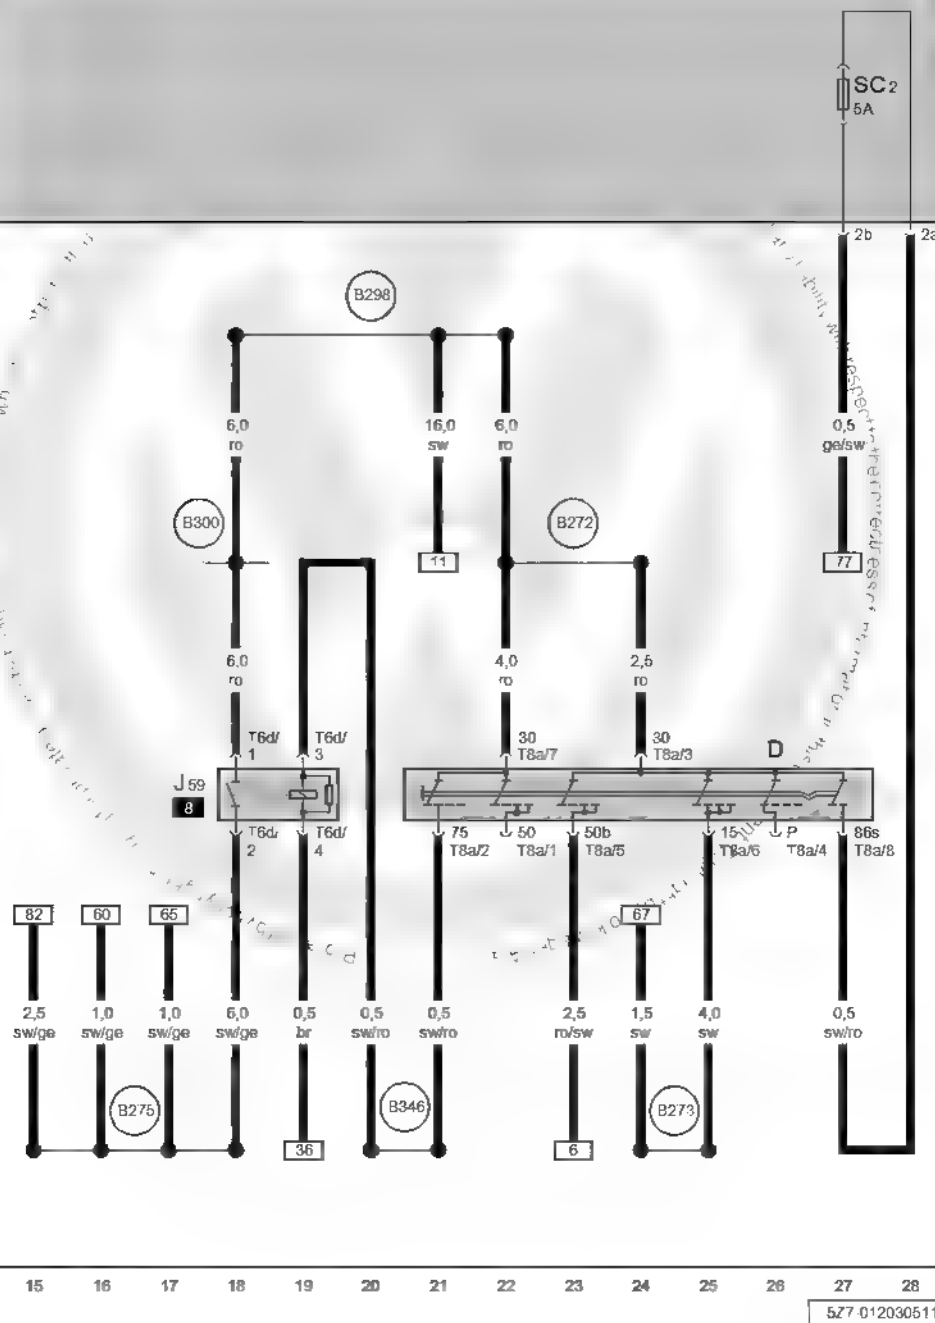 SC2
5A
2b
B298
6,0
ro
16,0
sw
6,0
ro
0,5
ge/sw
B300
B272
11
77
6,0
ro
4,0
ro
2,5
ro
T6d/
1
T6d/
3
30
T8a/7
30
T8a/3
D
J59
8
T6d/
2
T6d/
4
75
T8a/2
50
T8a/1
50b
T8a/5
15
T8a/6
P
T8a/4
86s
T8a/8
82
60
65
67
2,5
sw/ge
1,0
sw/ge
1,0
sw/ge
6,0
sw/ge
0,5
br
0,5
sw/ro
0,5
sw/ro
2,5
ro/sw
1,5
sw
4,0
sw
0,5
sw/ro
B275
B346
B273
36
6
15 16 17 18 19 20 21 22 23 24 25 26 27 28
5Z7-012030511